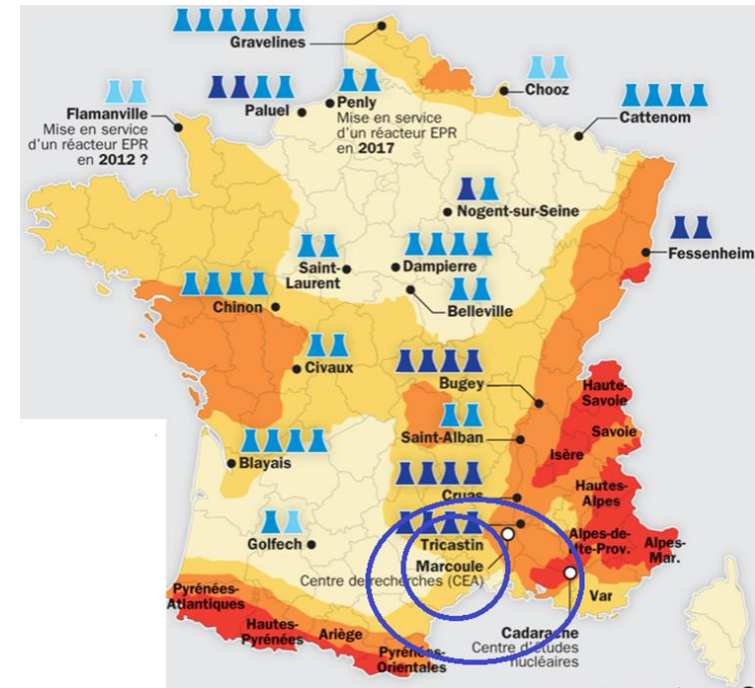 Gravelines
Chooz
Cattenom
Flamanville
Mise en service
d'un réacteur EPR
en 2012 ?
Paluel
Penly
Mise en service
d'un réacteur EPR
en 2017
Nogent-sur-Seine
Fessenheim
Saint-
Laurent
Dampierre
Belleville
Chinon
Civaux
Bugey
Haute-
Savoie
Savoie
Saint-Alban
Isère
Blayais
Cruas
Hautes-
Alpes
Golfech
Tricastin
Marcoule
Centre de recherches (CEA)
Alpes-de-
Hte-Prov.
Alpes-
Mar.
Var
Pyrénées-
Atlantiques
Hautes-
Pyrénées
Ariège
Pyrénées-
Orientales
Cadarache
Centre d'études
nucléaires